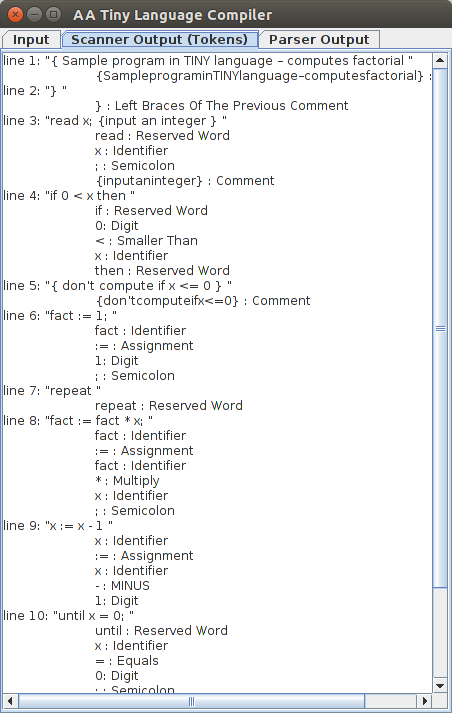 AA Tiny Language Compiler
Input Scanner Output (Tokens) Parser Output
line 1: "{ Sample program in TINY language – computes factorial "
{SampleprograminTINYlanguage–computesfactorial} :
line 2: "} "
} : Left Braces Of The Previous Comment
line 3: "read x; {input an integer } "
read : Reserved Word
x : Identifier
; : Semicolon
{inputaninteger} : Comment
line 4: "if 0 < x then "
if : Reserved Word
0: Digit
< : Smaller Than
x : Identifier
then : Reserved Word
line 5: "{ don't compute if x <= 0 } "
{don'tcomputeifx<=0} : Comment
line 6: "fact := 1; "
fact : Identifier
:= : Assignment
1: Digit
; : Semicolon
line 7: "repeat "
repeat : Reserved Word
line 8: "fact := fact * x; "
fact : Identifier
:= : Assignment
fact : Identifier
* : Multiply
x : Identifier
; : Semicolon
line 9: "x := x - 1 "
x : Identifier
:= : Assignment
x : Identifier
- : MINUS
1: Digit
line 10: "until x = 0; "
until : Reserved Word
x : Identifier
= : Equals
0: Digit
; : Semicolon